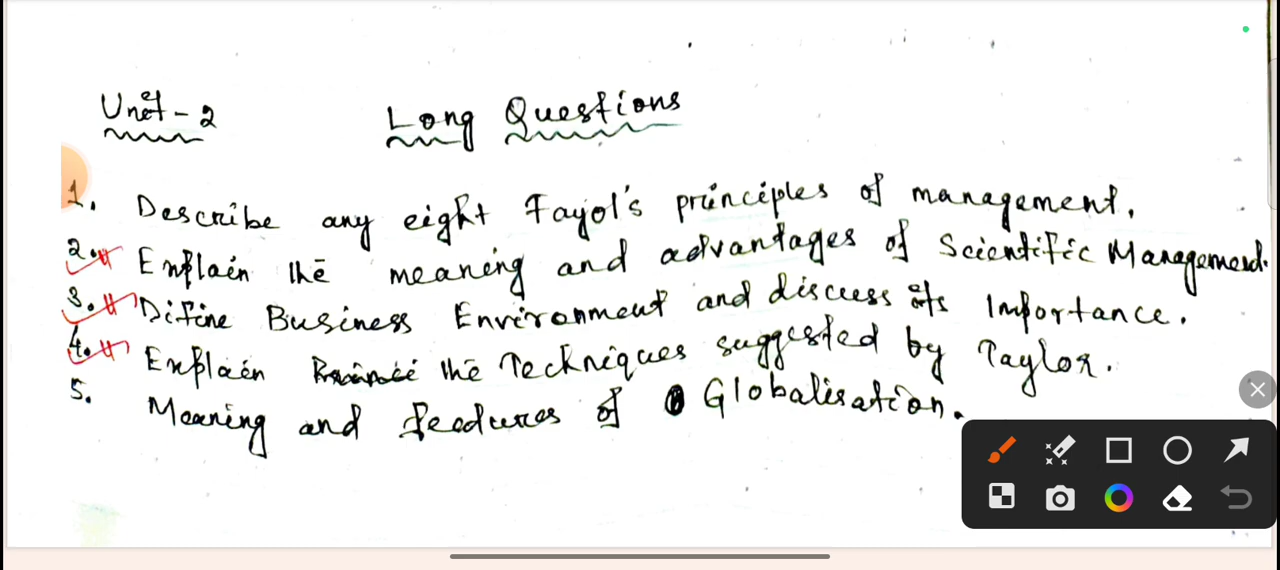 Unit-2 Long Questions
1. Describe any eight Fayol's principles of management.
2. Explain the meaning and advantages of Scientific Management.
3. Difine Business Environment and discuss its Importance.
4. Explain the Techniques suggested by Taylor.
5. Meaning and features of Globalisation.